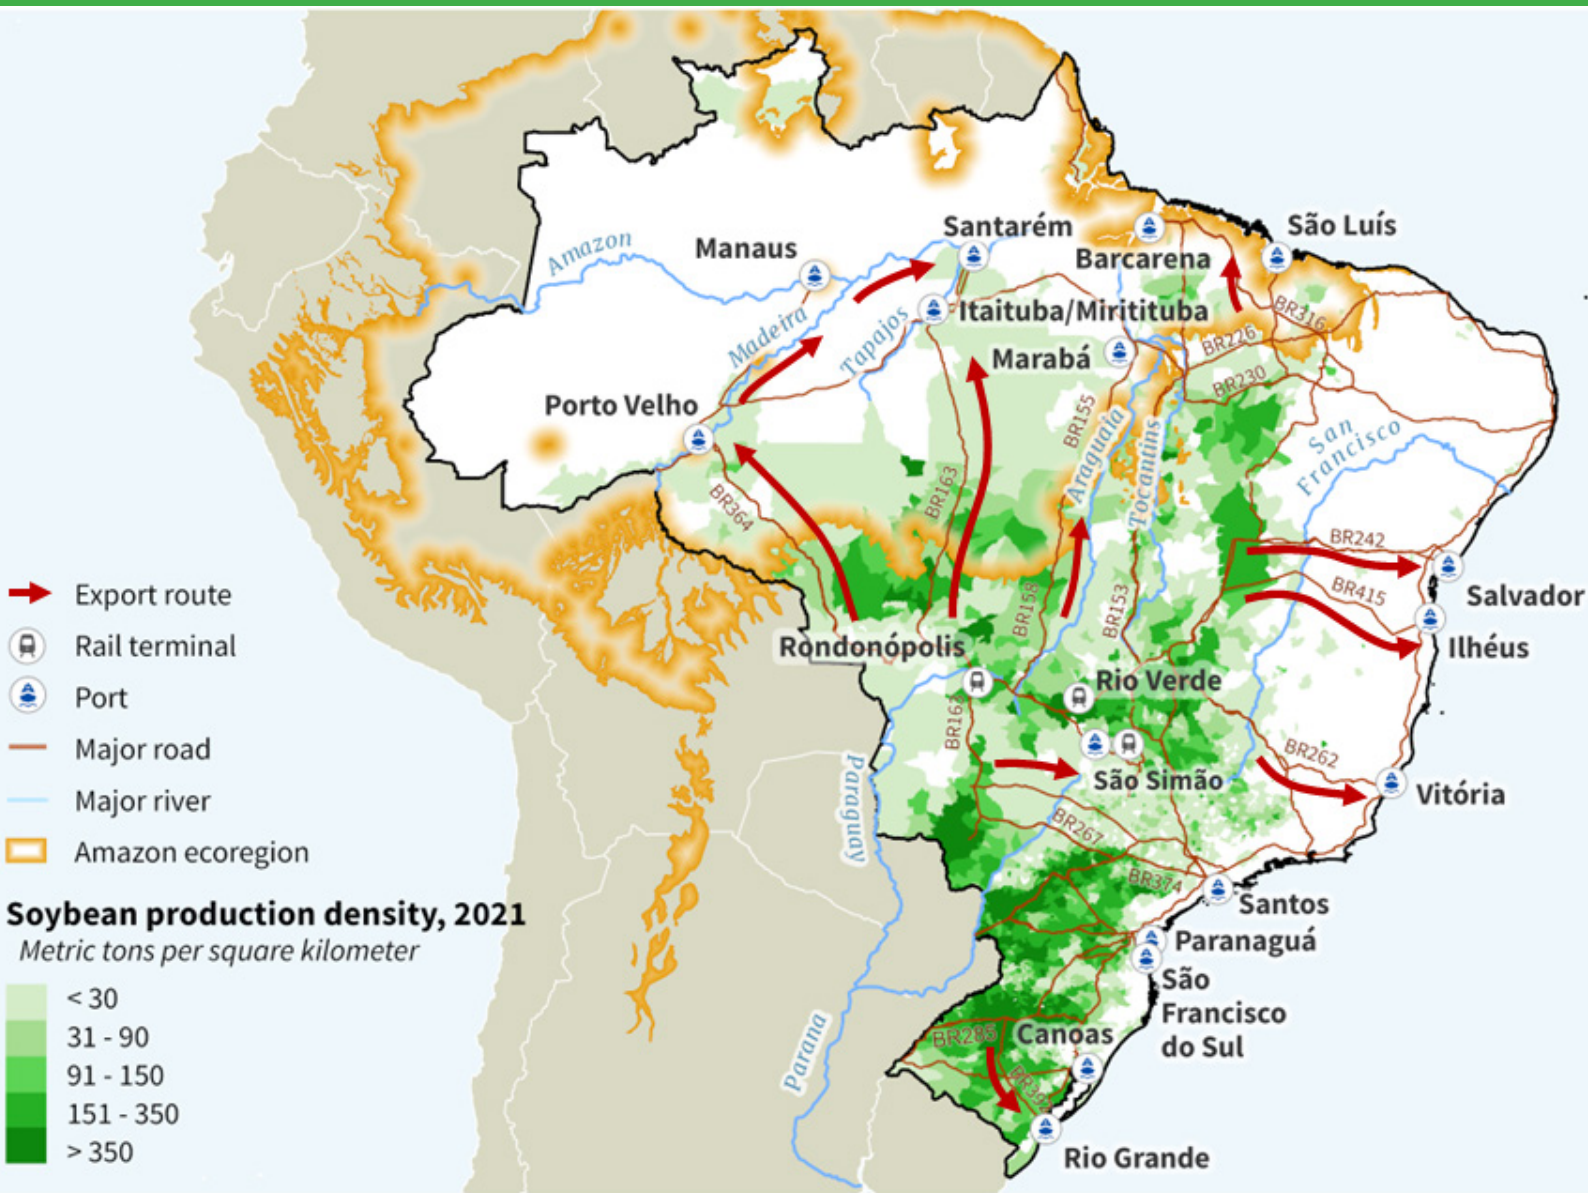 Santarém
São Luís
Manaus
Amazon
Barcarena
Itaituba/Miritituba
BR316
Madeira
Tapajos
BR226
Marabá
BR230
Porto Velho
BR155
Araguaia
Tocantins
San
Francisco
BR364
BR163
BR242
Salvador
BR415
BR158
BR153
Ilhéus
Rondonópolis
Rio Verde
BR163
BR262
São Simão
Vitória
Paraguay
BR267
BR374
Santos
Paranaguá
São
Francisco
do Sul
Parana
BR285
Canoas
BR392
Rio Grande
Export route
Rail terminal
Port
Major road
Major river
Amazon ecoregion
Soybean production density, 2021
Metric tons per square kilometer
< 30
31 - 90
91 - 150
151 - 350
> 350